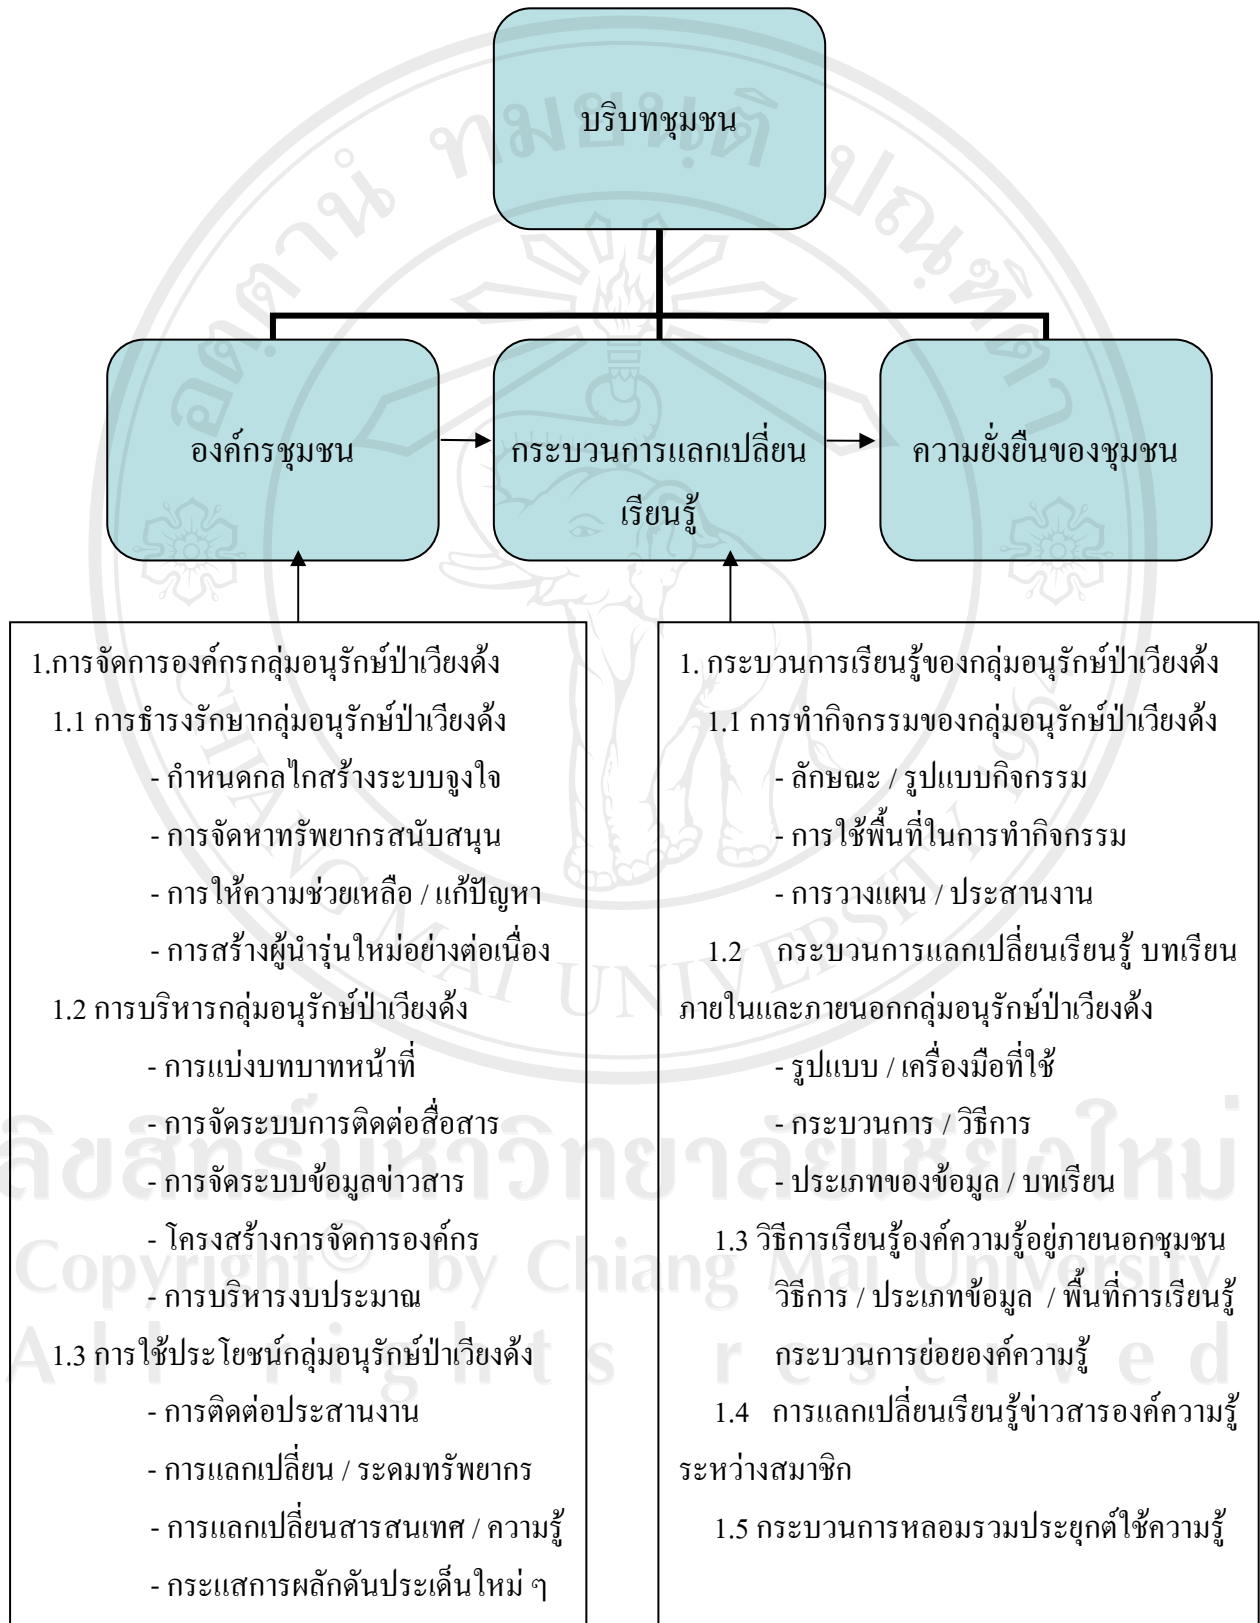 บริบทชุมชน
องค์กรชุมชน
กระบวนการแลกเปลี่ยน
เรียนรู้
ความยั่งยืนของชุมชน
1.การจัดการองค์กรกลุ่มอนุรักษ์ป่าเวียงด้ง
1.1 การธำรงรักษากลุ่มอนุรักษ์ป่าเวียงด้ง
- กำหนดกลไกสร้างระบบจูงใจ
- การจัดหาทรัพยากรสนับสนุน
- การให้ความช่วยเหลือ / แก้ปัญหา
- การสร้างผู้นำรุ่นใหม่อย่างต่อเนื่อง
1.2 การบริหารกลุ่มอนุรักษ์ป่าเวียงด้ง
- การแบ่งบทบาทหน้าที่
- การจัดระบบการติดต่อสื่อสาร
- การจัดระบบข้อมูลข่าวสาร
- โครงสร้างการจัดการองค์กร
- การบริหารงบประมาณ
1.3 การใช้ประโยชน์กลุ่มอนุรักษ์ป่าเวียงด้ง
- การติดต่อประสานงาน
- การแลกเปลี่ยน / ระดมทรัพยากร
- การแลกเปลี่ยนสารสนเทศ / ความรู้
- กระแสการผลักดันประเด็นใหม่ ๆ
1. กระบวนการเรียนรู้ของกลุ่มอนุรักษ์ป่าเวียงด้ง
1.1 การทำกิจกรรมของกลุ่มอนุรักษ์ป่าเวียงด้ง
- ลักษณะ / รูปแบบกิจกรรม
- การใช้พื้นที่ในการทำกิจกรรม
- การวางแผน / ประสานงาน
1.2 กระบวนการแลกเปลี่ยนเรียนรู้ บทเรียน
ภายในและภายนอกกลุ่มอนุรักษ์ป่าเวียงด้ง
- รูปแบบ / เครื่องมือที่ใช้
- กระบวนการ / วิธีการ
- ประเภทของข้อมูล / บทเรียน
1.3 วิธีการเรียนรู้องค์ความรู้อยู่ภายนอกชุมชน
วิธีการ / ประเภทข้อมูล / พื้นที่การเรียนรู้
กระบวนการย่อยองค์ความรู้
1.4 การแลกเปลี่ยนเรียนรู้ข่าวสารองค์ความรู้
ระหว่างสมาชิก
1.5 กระบวนการหลอมรวมประยุกต์ใช้ความรู้
อตฺตานํ ทมยนฺติ ปณฺฑิตา
CHIANG MAI UNIVERSITY 1964
ลิขสิทธิ์มหาวิทยาลัยเชียงใหม่
Copyright© by Chiang Mai University
All rights reserved